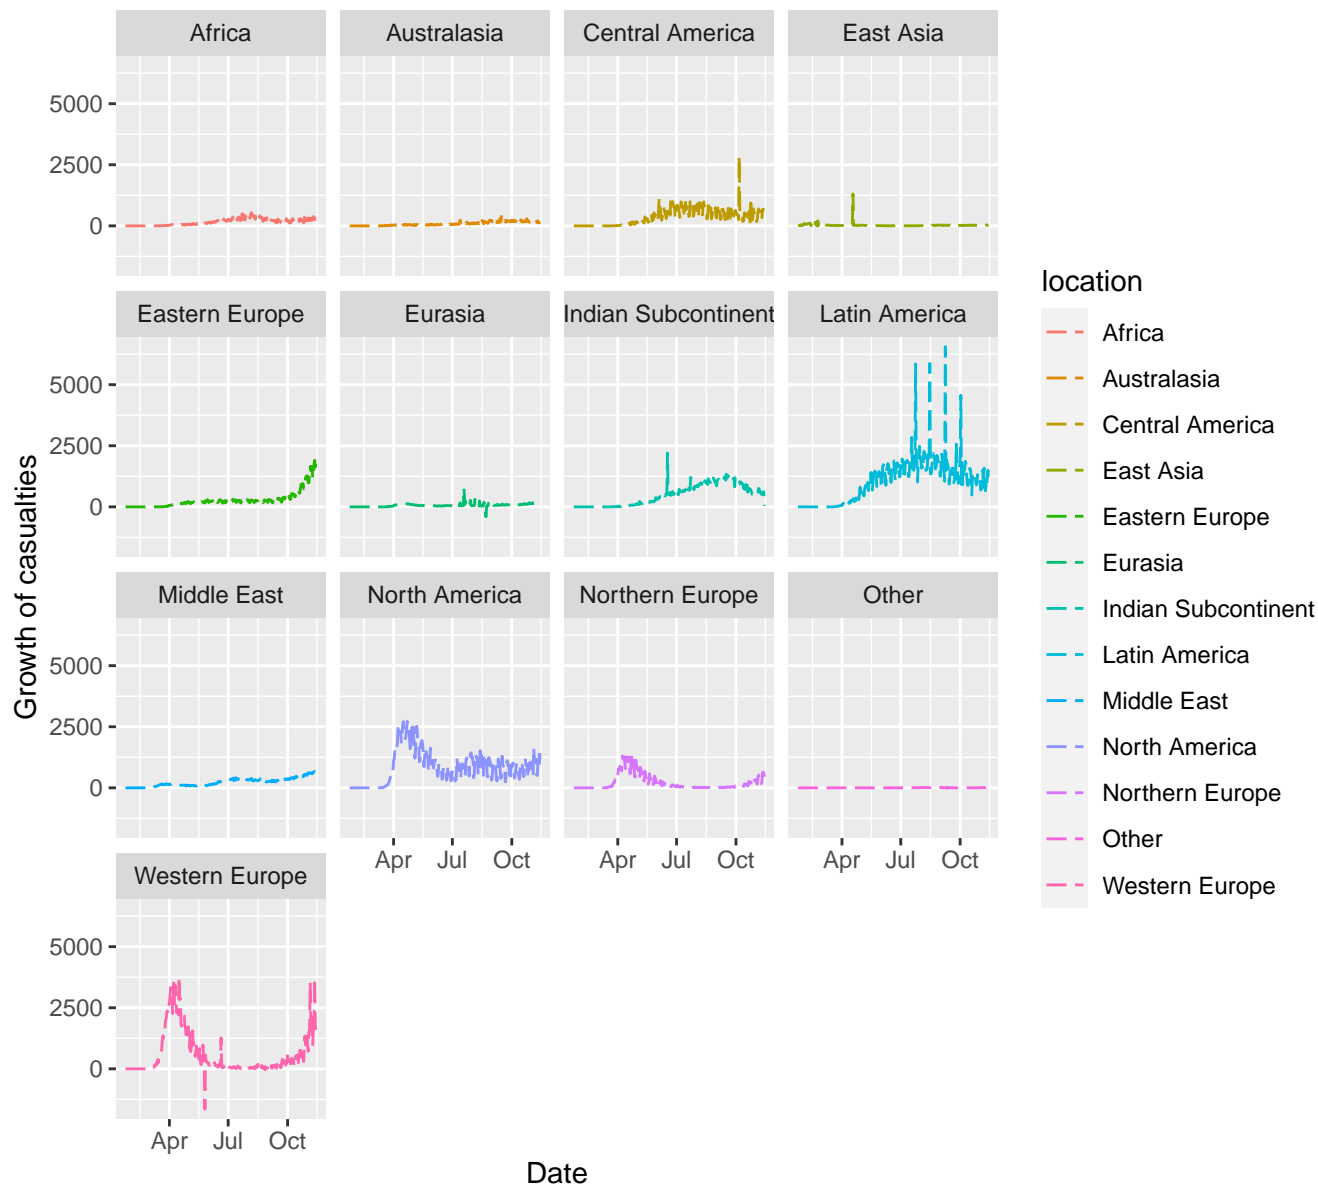 Africa
Australasia
Central America
East Asia
5000
2500
0
Eastern Europe
Eurasia
Indian Subcontinent
Latin America
5000
2500
0
Middle East
North America
Northern Europe
Other
5000
2500
0
Apr Jul Oct
Apr Jul Oct
Apr Jul Oct
Western Europe
5000
2500
0
Apr Jul Oct
Date
Growth of casualties
location
Africa
Australasia
Central America
East Asia
Eastern Europe
Eurasia
Indian Subcontinent
Latin America
Middle East
North America
Northern Europe
Other
Western Europe